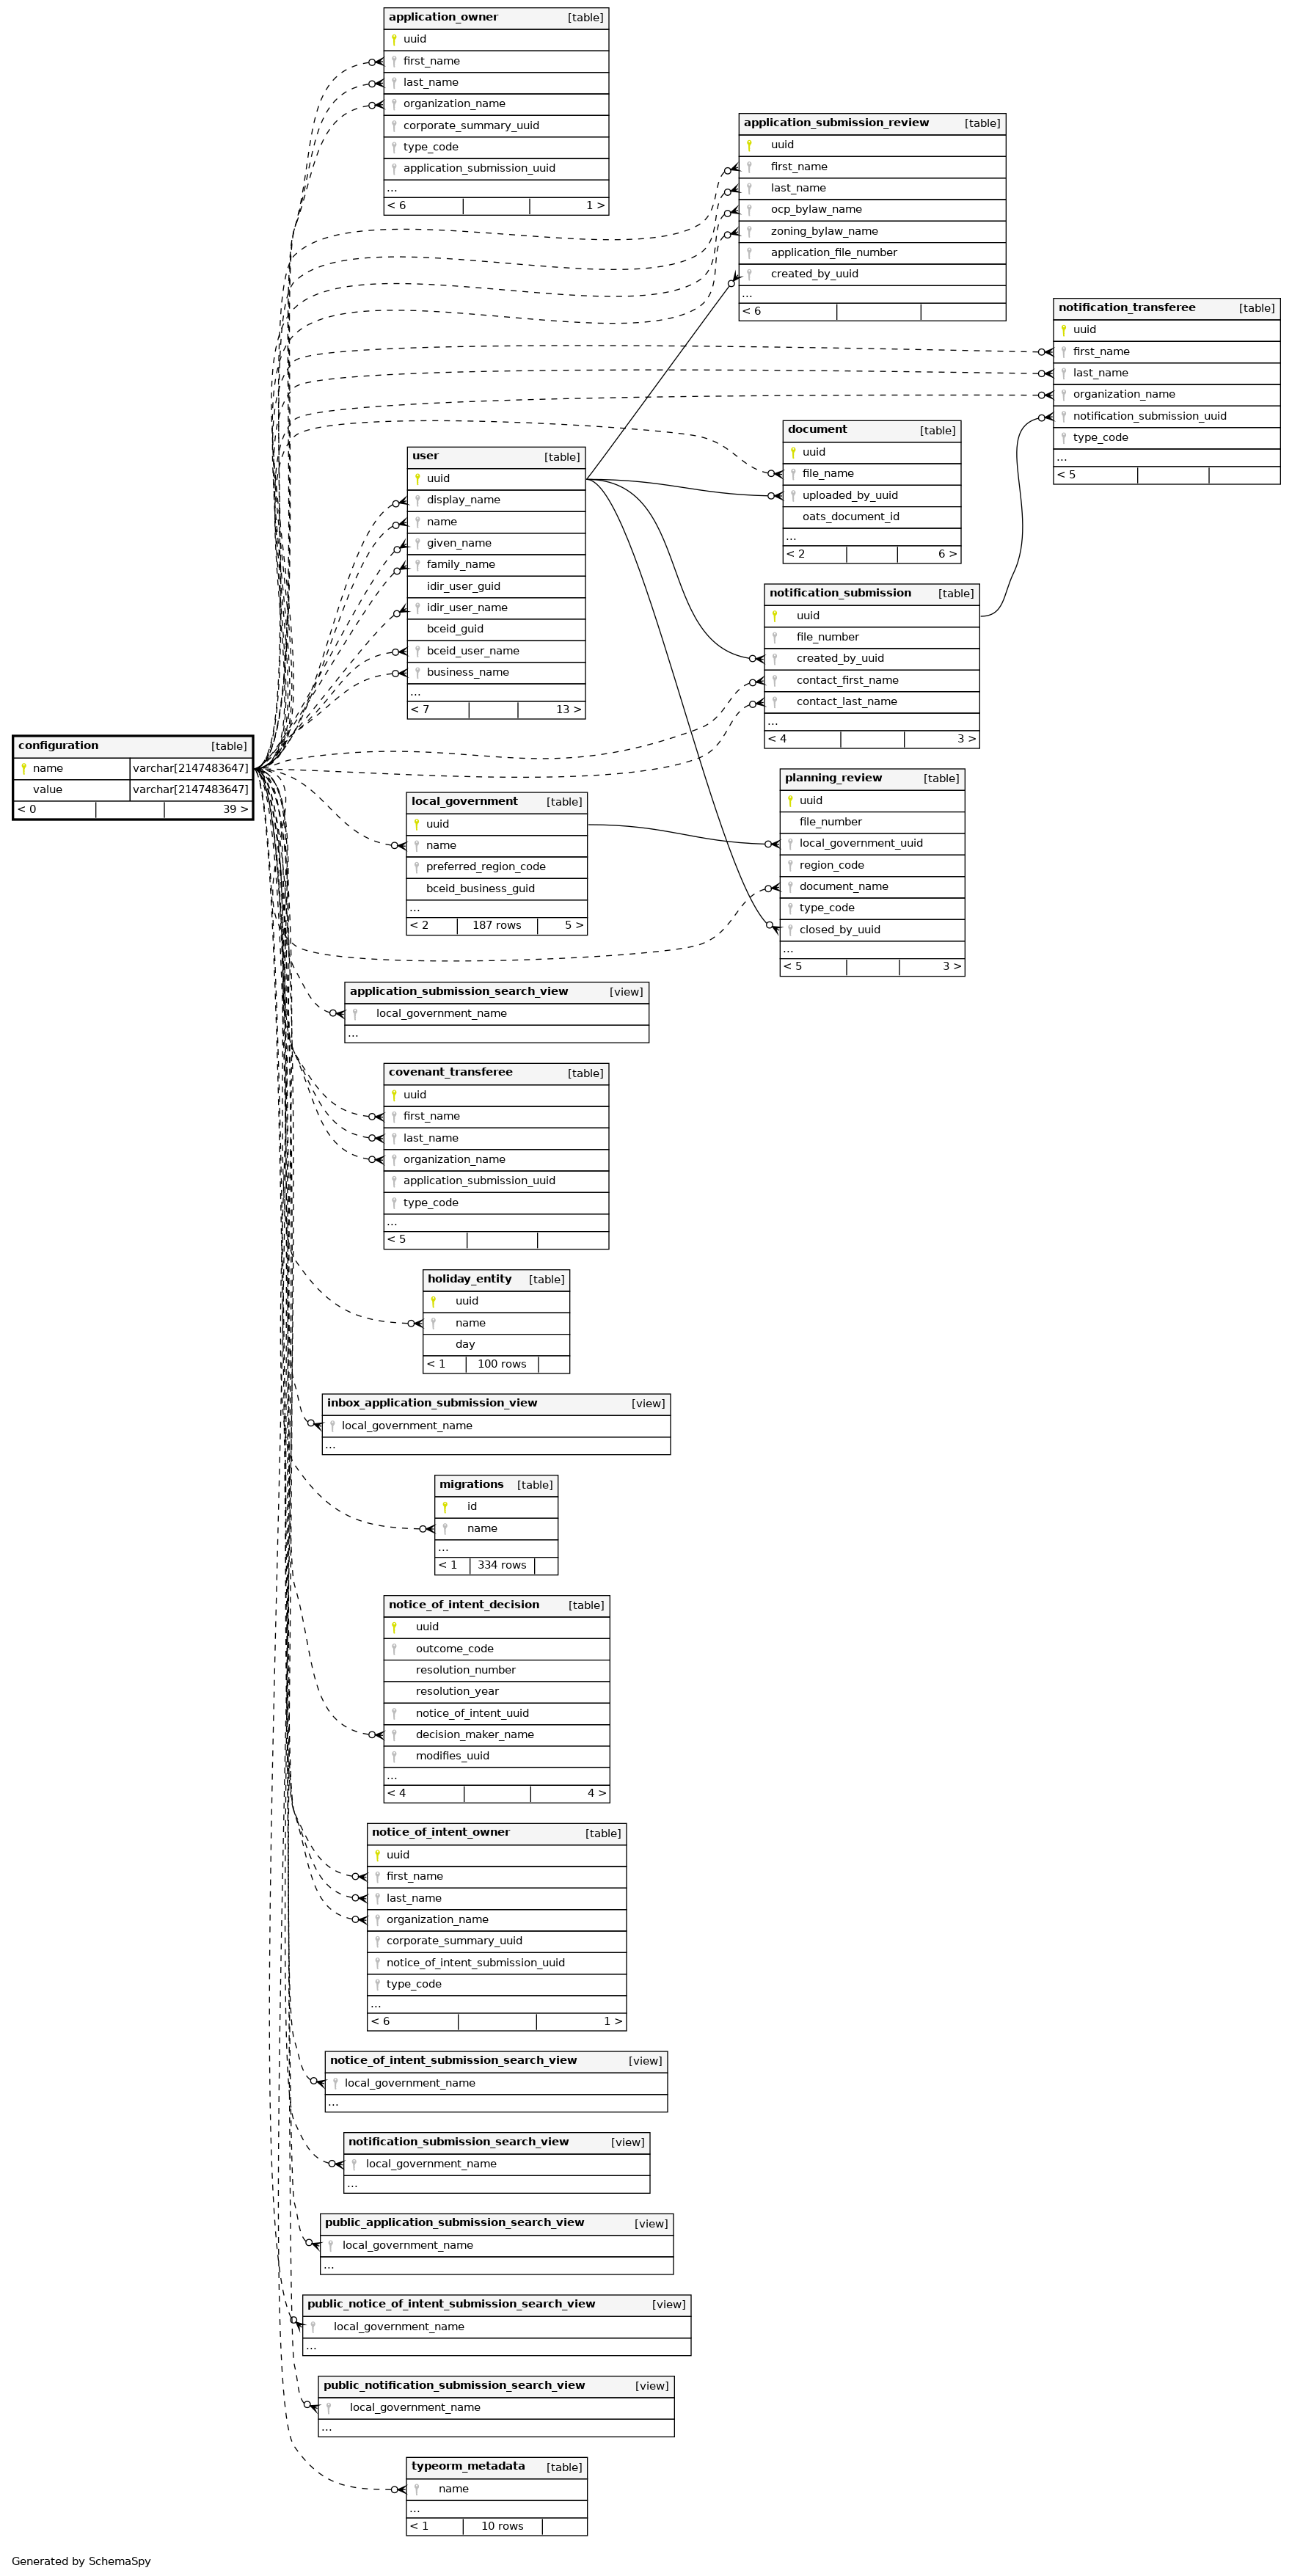 application_owner [table]
uuid
first_name
last_name
organization_name
corporate_summary_uuid
type_code
application_submission_uuid
...
< 6 1 >
application_submission_review [table]
uuid
first_name
last_name
ocp_bylaw_name
zoning_bylaw_name
application_file_number
created_by_uuid
...
< 6
notification_transferee [table]
uuid
first_name
last_name
organization_name
notification_submission_uuid
type_code
...
< 5
document [table]
uuid
file_name
uploaded_by_uuid
oats_document_id
...
< 2 6 >
user [table]
uuid
display_name
name
given_name
family_name
idir_user_guid
idir_user_name
bceid_guid
bceid_user_name
business_name
...
< 7 13 >
notification_submission [table]
uuid
file_number
created_by_uuid
contact_first_name
contact_last_name
...
< 4 3 >
configuration [table]
name varchar[2147483647]
value varchar[2147483647]
< 0 39 >
planning_review [table]
uuid
file_number
local_government_uuid
region_code
document_name
type_code
closed_by_uuid
...
< 5 3 >
local_government [table]
uuid
name
preferred_region_code
bceid_business_guid
...
< 2 187 rows 5 >
application_submission_search_view [view]
local_government_name
...
covenant_transferee [table]
uuid
first_name
last_name
organization_name
application_submission_uuid
type_code
...
< 5
holiday_entity [table]
uuid
name
day
< 1 100 rows
inbox_application_submission_view [view]
local_government_name
...
migrations [table]
id
name
...
< 1 334 rows
notice_of_intent_decision [table]
uuid
outcome_code
resolution_number
resolution_year
notice_of_intent_uuid
decision_maker_name
modifies_uuid
...
< 4 4 >
notice_of_intent_owner [table]
uuid
first_name
last_name
organization_name
corporate_summary_uuid
notice_of_intent_submission_uuid
type_code
...
< 6 1 >
notice_of_intent_submission_search_view [view]
local_government_name
...
notification_submission_search_view [view]
local_government_name
...
public_application_submission_search_view [view]
local_government_name
...
public_notice_of_intent_submission_search_view [view]
local_government_name
...
public_notification_submission_search_view [view]
local_government_name
...
typeorm_metadata [table]
name
...
< 1 10 rows
Generated by SchemaSpy